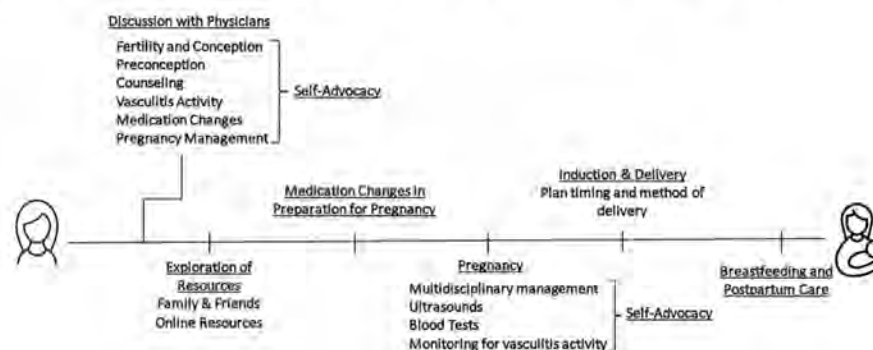 Discussion with Physicians
Fertility and Conception
Preconception
Counseling
Vasculitis Activity
Medication Changes
Pregnancy Management
Self-Advocacy
Exploration of
Resources
Family & Friends
Online Resources
Medication Changes in
Preparation for Pregnancy
Pregnancy
Multidisciplinary management
Ultrasounds
Blood Tests
Monitoring for vasculitis activity
Self-Advocacy
Induction & Delivery
Plan timing and method of
delivery
Breastfeeding and
Postpartum Care